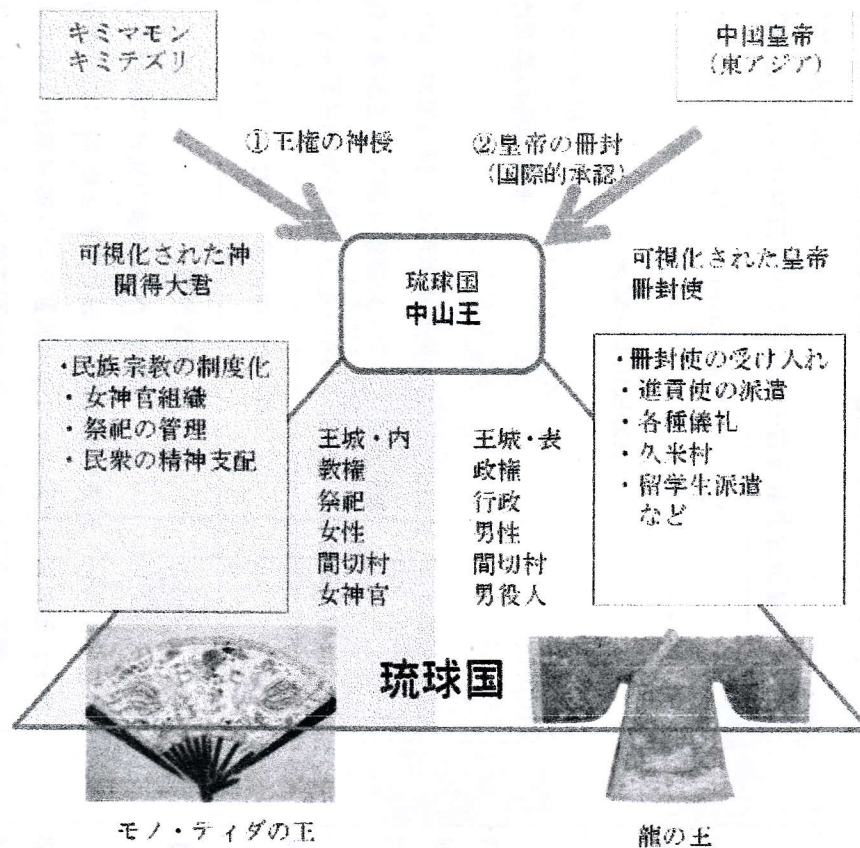 キミマモン
キミテズリ
中国皇帝
(東アジア)
①王権の神授
②皇帝の冊封
(国際的承認)
可視化された神
聞得大君
琉球国
中山王
可視化された皇帝
冊封使
・民族宗教の制度化
・女神官組織
・祭祀の管理
・民衆の精神支配
王城・内
教権
祭祀
女性
間切村
女神官
王城・表
政権
行政
男性
間切村
男役人
・冊封使の受け入れ
・進貢使の派遣
・各種儀礼
・久米村
・留学生派遣
など
琉球国
モノ・ティダの王
龍の王